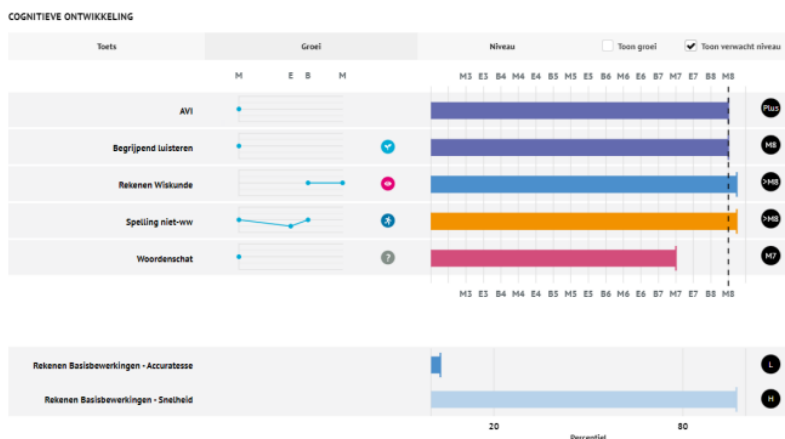 COGNITIEVE ONTWIKKELING
Toets Groei Niveau Toon groei Toon verwacht niveau
M E B M M3 E3 B4 M4 E4 B5 M5 E5 B6 M6 E6 B7 M7 E7 B8 M8
AVI Plus
Begrijpend luisteren M8
Rekenen Wiskunde >M8
Spelling niet-ww >M8
Woordenschat ? M7
M3 E3 B4 M4 E4 B5 M5 E5 B6 M6 E6 B7 M7 E7 B8 M8
Rekenen Basisbewerkingen - Accuratesse L
Rekenen Basisbewerkingen - Snelheid H
20 80
Percentiel